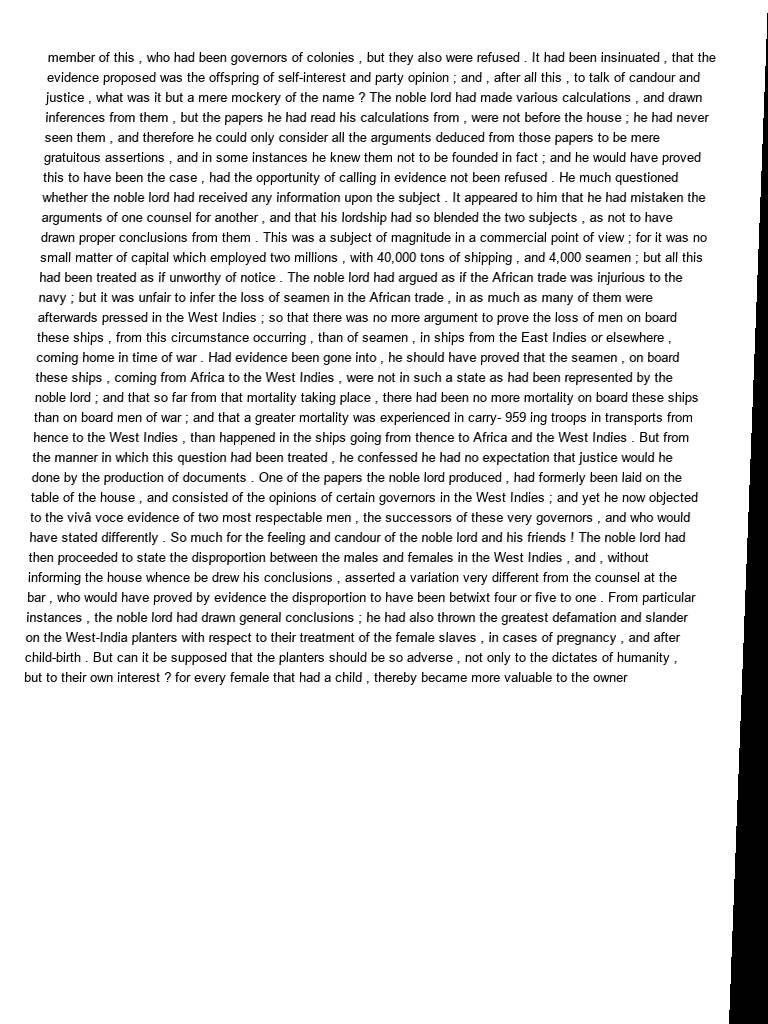 member of this , who had been governors of colonies , but they also were refused . It had been insinuated , that the
evidence proposed was the offspring of self-interest and party opinion ; and , after all this , to talk of candour and
justice , what was it but a mere mockery of the name ? The noble lord had made various calculations , and drawn
inferences from them , but the papers he had read his calculations from , were not before the house ; he had never
seen them , and therefore he could only consider all the arguments deduced from those papers to be mere
gratuitous assertions , and in some instances he knew them not to be founded in fact ; and he would have proved
this to have been the case , had the opportunity of calling in evidence not been refused . He much questioned
whether the noble lord had received any information upon the subject . It appeared to him that he had mistaken the
arguments of one counsel for another , and that his lordship had so blended the two subjects , as not to have
drawn proper conclusions from them . This was a subject of magnitude in a commercial point of view ; for it was no
small matter of capital which employed two millions , with 40,000 tons of shipping , and 4,000 seamen ; but all this
had been treated as if unworthy of notice . The noble lord had argued as if the African trade was injurious to the
navy ; but it was unfair to infer the loss of seamen in the African trade , in as much as many of them were
afterwards pressed in the West Indies ; so that there was no more argument to prove the loss of men on board
these ships , from this circumstance occurring , than of seamen , in ships from the East Indies or elsewhere ,
coming home in time of war . Had evidence been gone into , he should have proved that the seamen , on board
these ships , coming from Africa to the West Indies , were not in such a state as had been represented by the
noble lord ; and that so far from that mortality taking place , there had been no more mortality on board these ships
than on board men of war ; and that a greater mortality was experienced in carry- 959 ing troops in transports from
hence to the West Indies , than happened in the ships going from thence to Africa and the West Indies . But from
the manner in which this question had been treated , he confessed he had no expectation that justice would he
done by the production of documents . One of the papers the noble lord produced , had formerly been laid on the
table of the house , and consisted of the opinions of certain governors in the West Indies ; and yet he now objected
to the vivâ voce evidence of two most respectable men , the successors of these very governors , and who would
have stated differently . So much for the feeling and candour of the noble lord and his friends ! The noble lord had
then proceeded to state the disproportion between the males and females in the West Indies , and , without
informing the house whence be drew his conclusions , asserted a variation very different from the counsel at the
bar , who would have proved by evidence the disproportion to have been betwixt four or five to one . From particular
instances , the noble lord had drawn general conclusions ; he had also thrown the greatest defamation and slander
on the West-India planters with respect to their treatment of the female slaves , in cases of pregnancy , and after
child-birth . But can it be supposed that the planters should be so adverse , not only to the dictates of humanity ,
but to their own interest ? for every female that had a child , thereby became more valuable to the owner